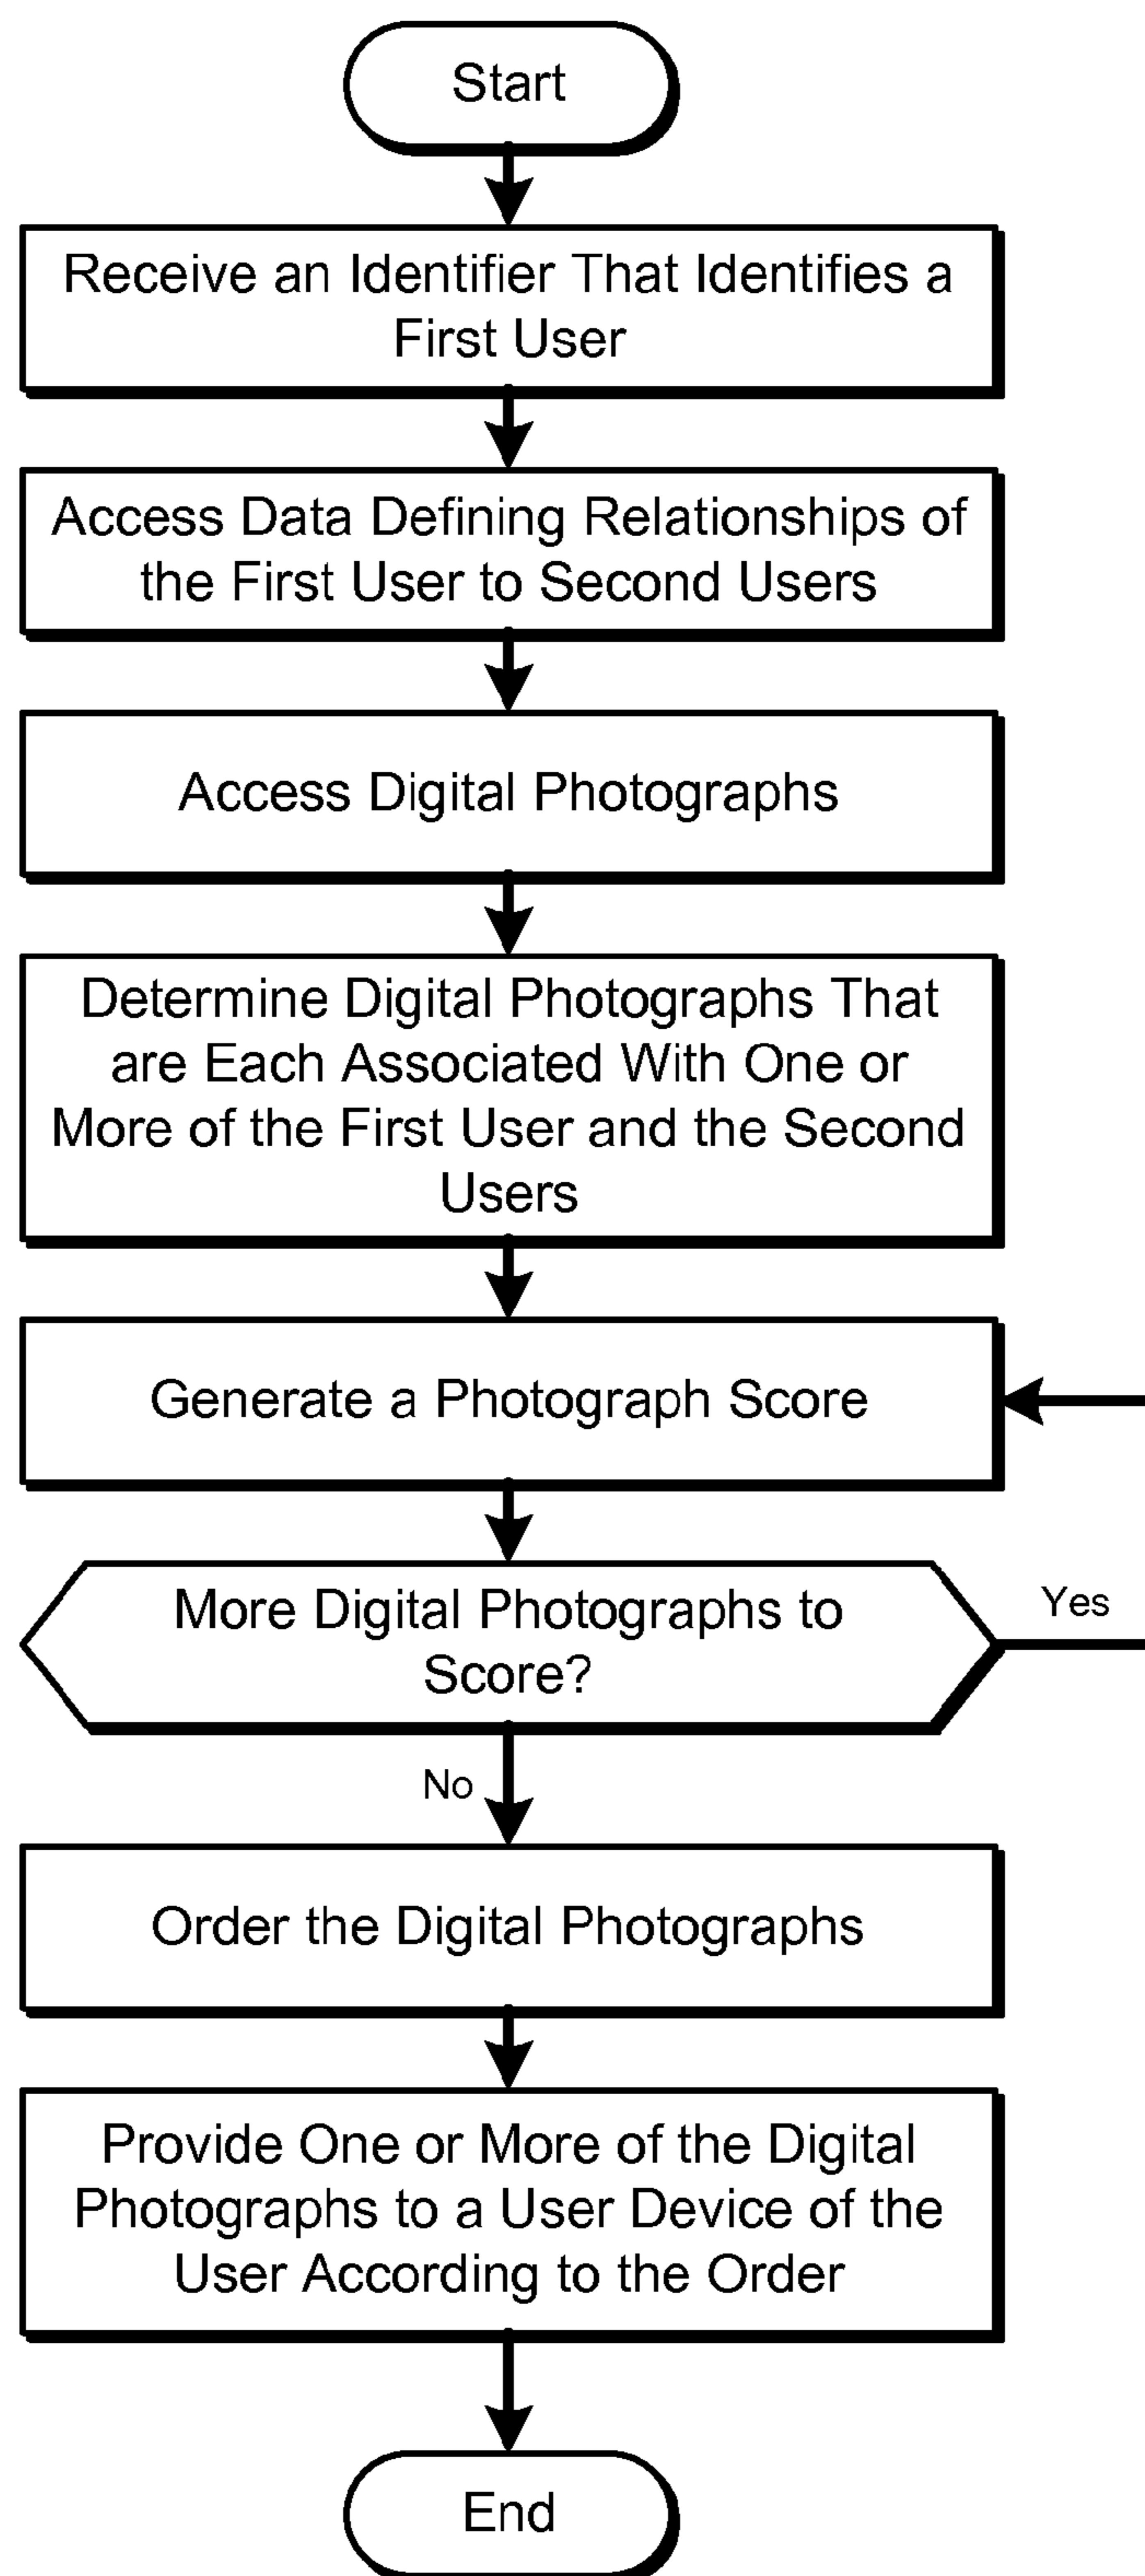 Start
Receive an Identifier That Identifies a
First User
Access Data Defining Relationships of
the First User to Second Users
Access Digital Photographs
Determine Digital Photographs That
are Each Associated With One or
More of the First User and the Second
Users
Generate a Photograph Score
More Digital Photographs to
Score?
Yes
No
Order the Digital Photographs
Provide One or More of the Digital
Photographs to a User Device of the
User According to the Order
End